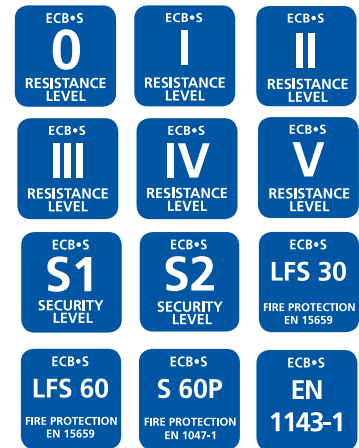 ECB•S
0
RESISTANCE
LEVEL
ECB•S
I
RESISTANCE
LEVEL
ECB•S
II
RESISTANCE
LEVEL
ECB•S
III
RESISTANCE
LEVEL
ECB•S
IV
RESISTANCE
LEVEL
ECB•S
V
RESISTANCE
LEVEL
ECB•S
S1
SECURITY
LEVEL
ECB•S
S2
SECURITY
LEVEL
ECB•S
LFS 30
FIRE PROTECTION
EN 15659
ECB•S
LFS 60
FIRE PROTECTION
EN 15659
ECB•S
S 60P
FIRE PROTECTION
EN 1047-1
ECB•S
EN
1143-1